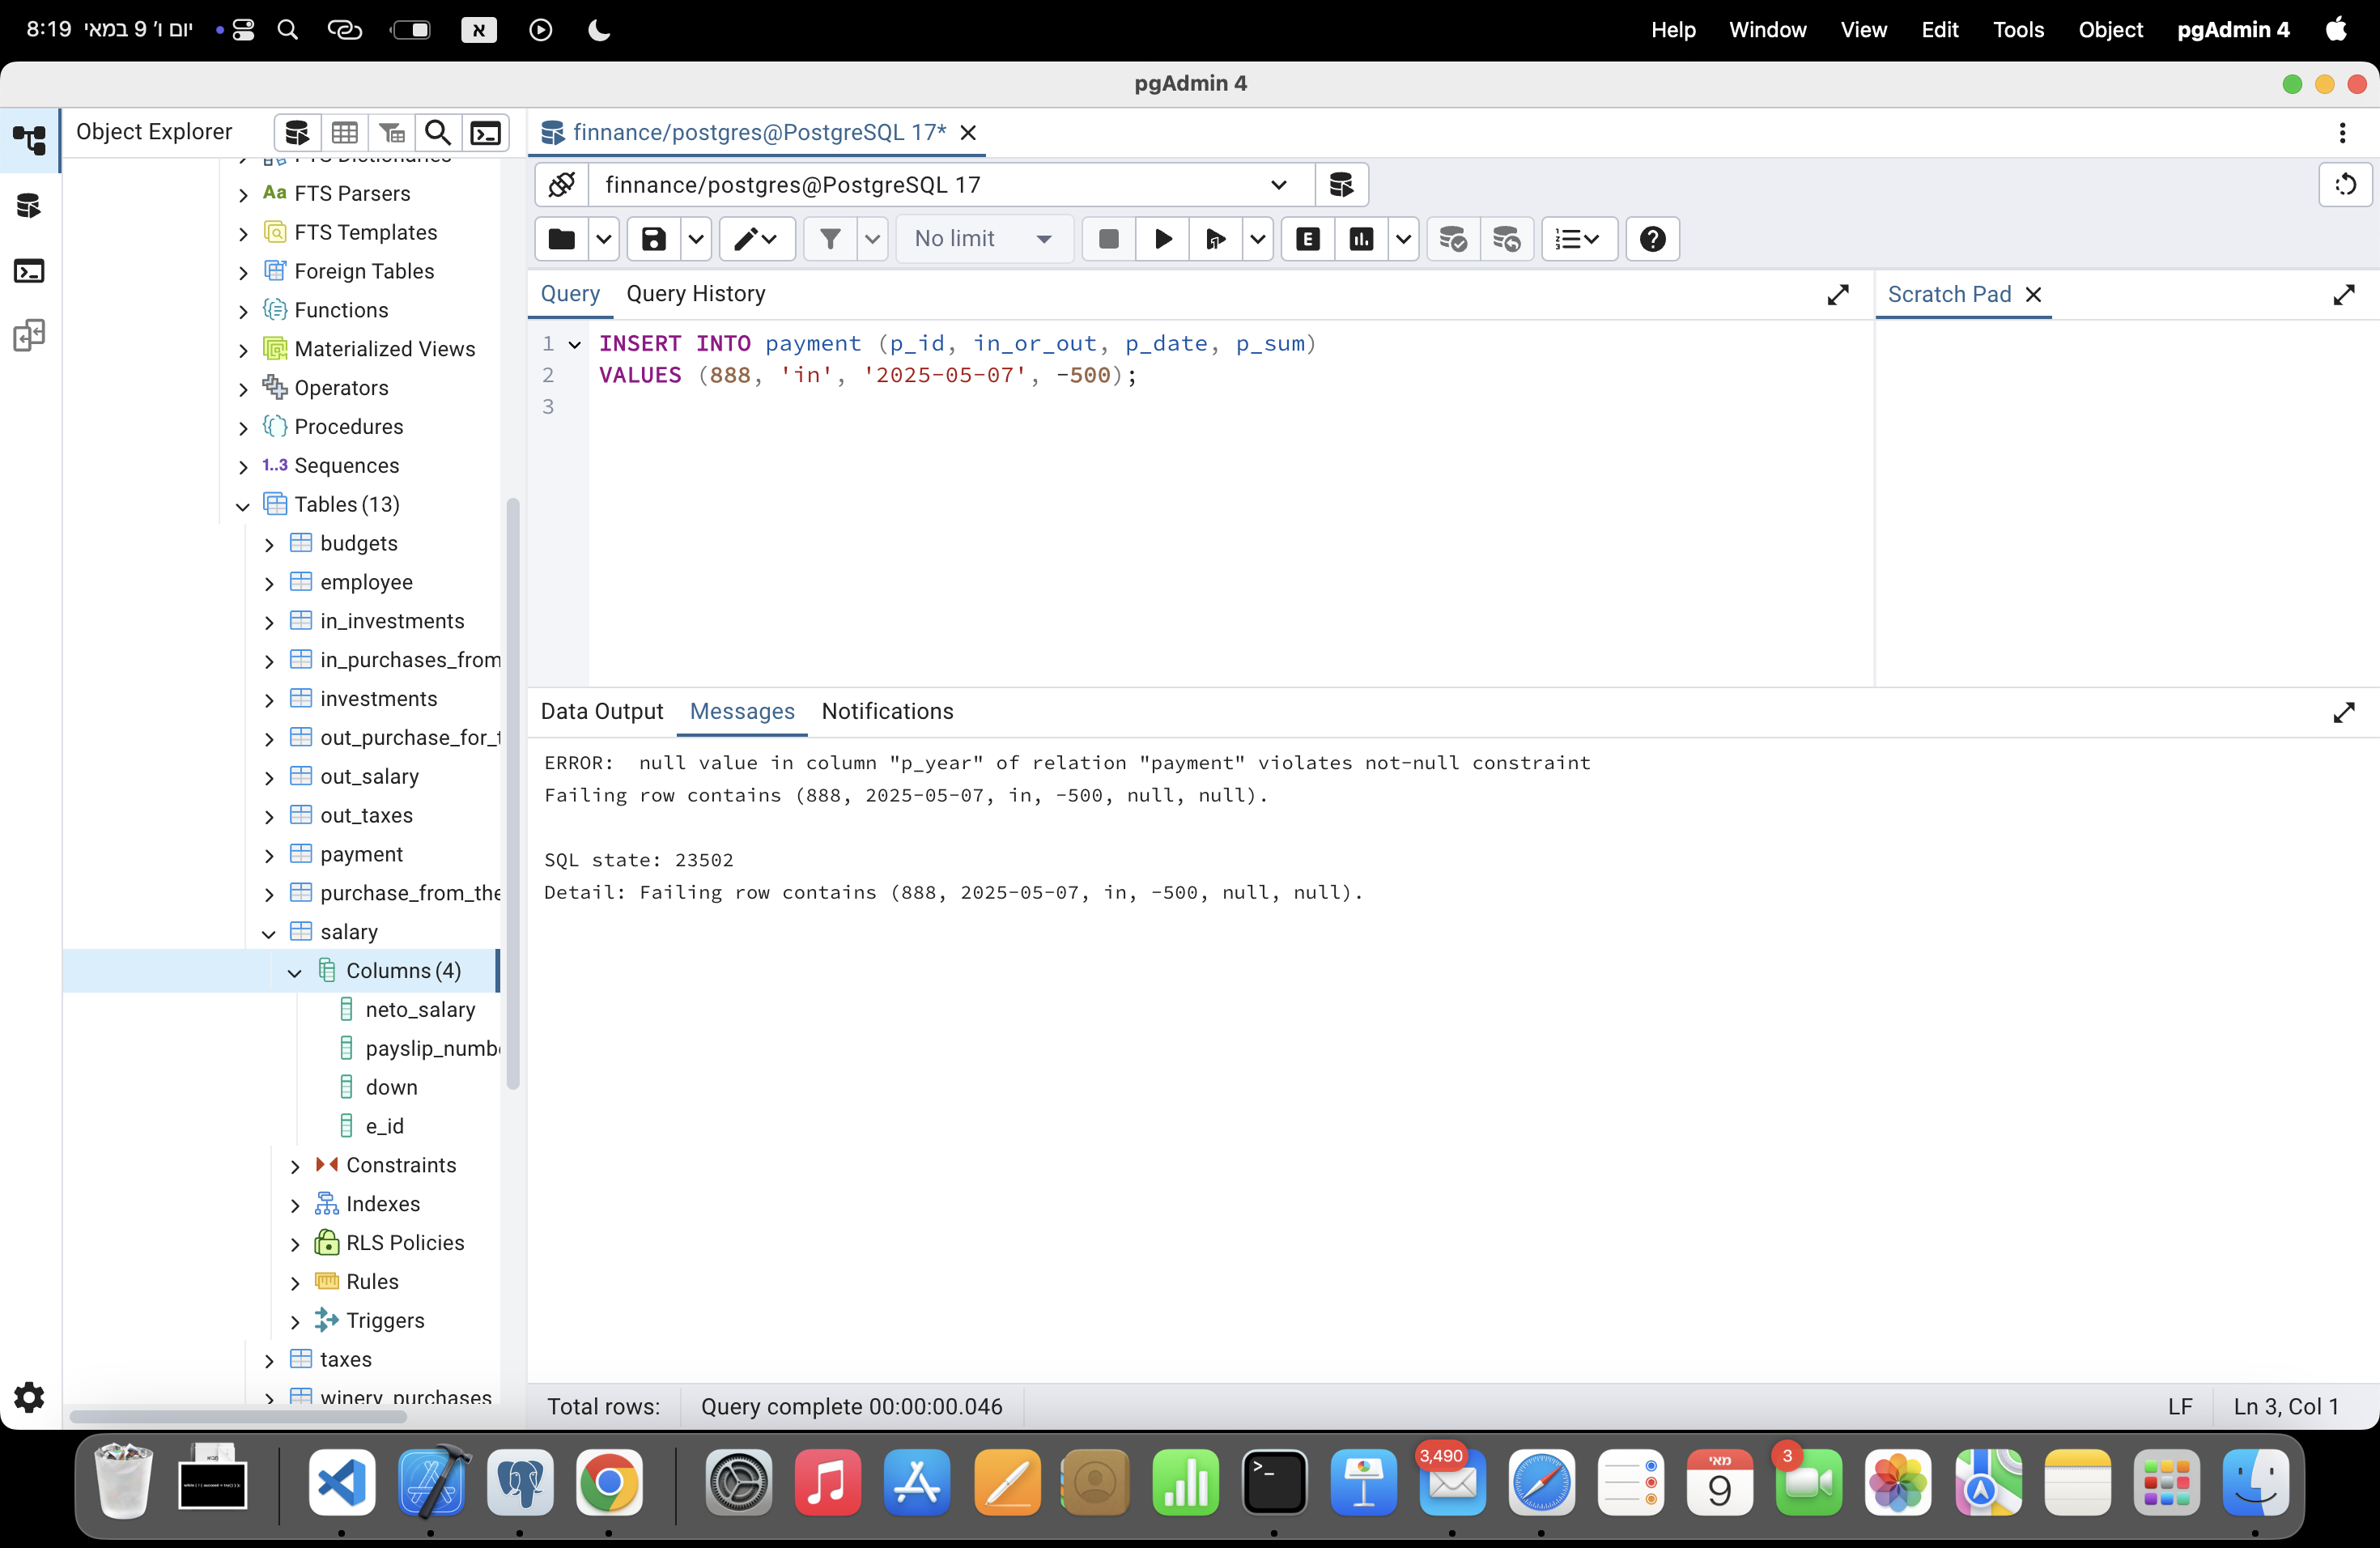 8:19 יום ו׳ 9 במאי
א
Help Window View Edit Tools Object pgAdmin 4
pgAdmin 4
Object Explorer
finnance/postgres@PostgreSQL 17*
finnance/postgres@PostgreSQL 17
No limit
E
Query Query History
Scratch Pad
1 INSERT INTO payment (p_id, in_or_out, p_date, p_sum)
2 VALUES (888, 'in', '2025-05-07', -500);
3
FTS Dictionaries
Aa FTS Parsers
FTS Templates
Foreign Tables
Functions
Materialized Views
Operators
Procedures
1..3 Sequences
Tables (13)
budgets
employee
in_investments
in_purchases_from
investments
out_purchase_for_t
out_salary
out_taxes
payment
purchase_from_the
salary
Columns (4)
neto_salary
payslip_numbe
down
e_id
Constraints
Indexes
RLS Policies
Rules
Triggers
taxes
winery_purchases
Data Output Messages Notifications
ERROR:  null value in column "p_year" of relation "payment" violates not-null constraint
Failing row contains (888, 2025-05-07, in, -500, null, null).
SQL state: 23502
Detail: Failing row contains (888, 2025-05-07, in, -500, null, null).
Total rows: Query complete 00:00:00.046
LF Ln 3, Col 1
3,490
מאי
9
3